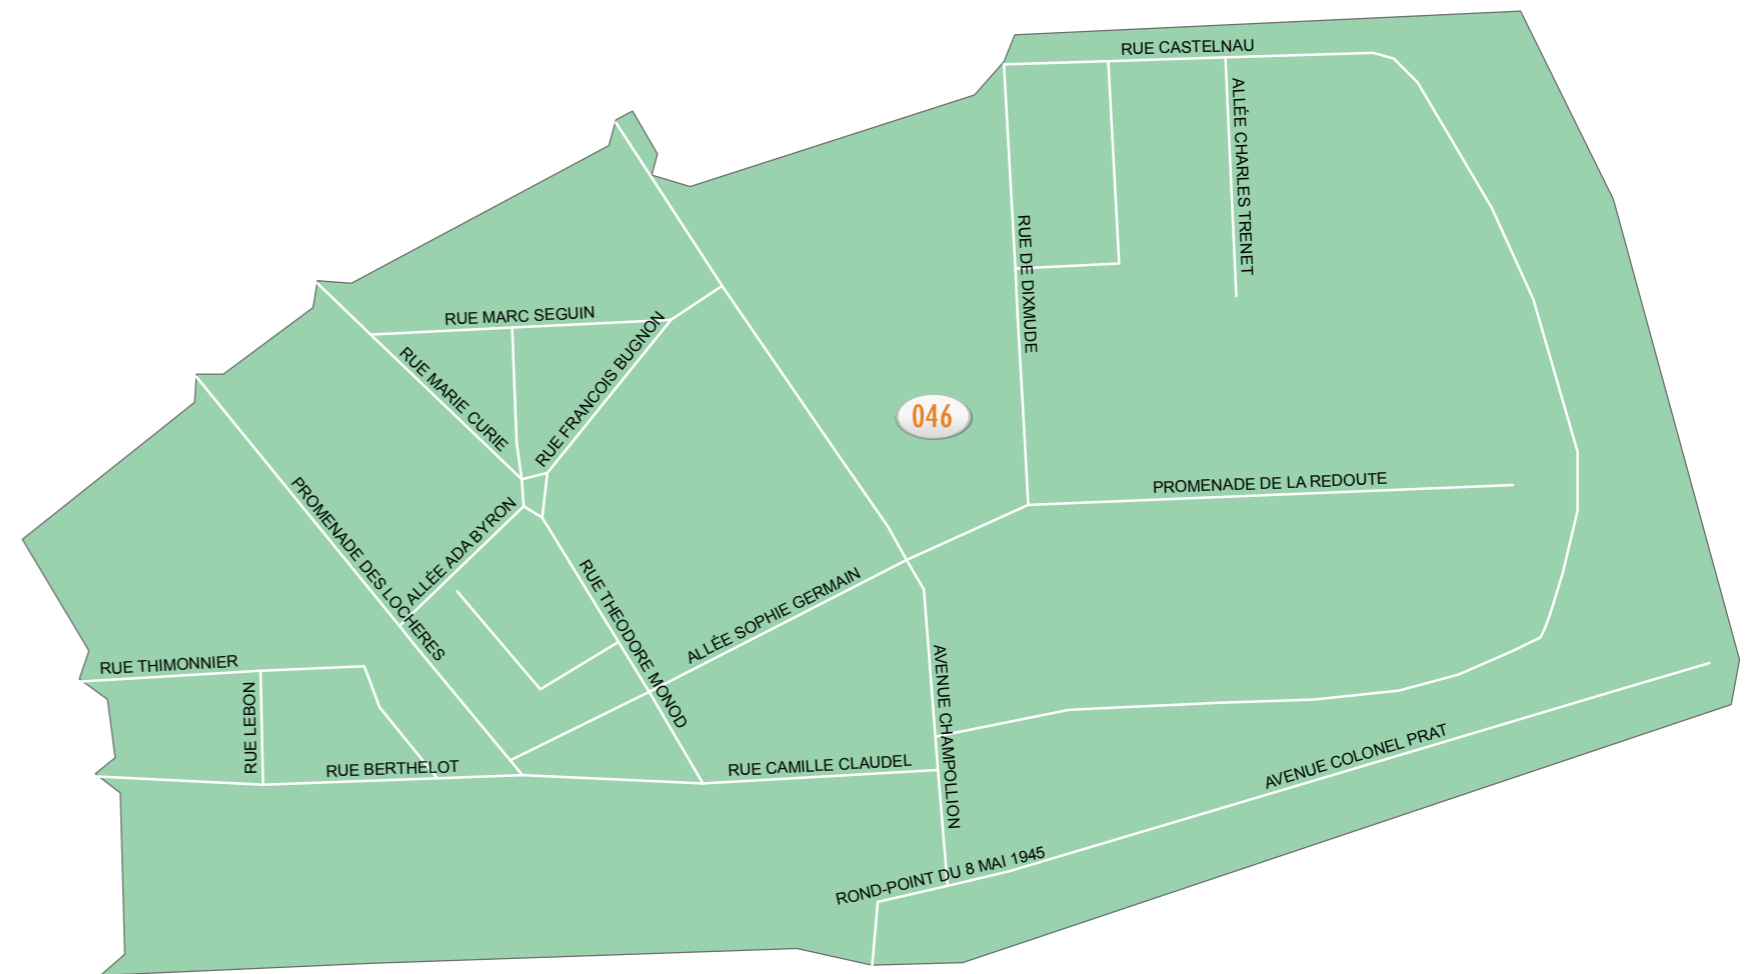 RUE CASTELNAU
ALLÉE CHARLES TRENET
RUE DE DIXMUDE
RUE MARC SEGUIN
RUE MARIE CURIE
RUE FRANCOIS BUGNON
046
PROMENADE DE LA REDOUTE
PROMENADE DES LOCHERES
ALLÉE ADA BYRON
RUE THEODORE MONOD
ALLÉE SOPHIE GERMAIN
RUE THIMONNIER
RUE LEBON
RUE BERTHELOT
RUE CAMILLE CLAUDEL
AVENUE CHAMPOLLION
AVENUE COLONEL PRAT
ROND-POINT DU 8 MAI 1945